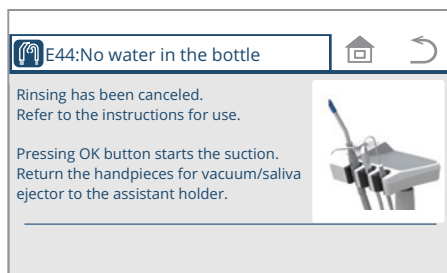 E44:No water in the bottle
Rinsing has been canceled.
Refer to the instructions for use.
Pressing OK button starts the suction.
Return the handpieces for vacuum/saliva
ejector to the assistant holder.